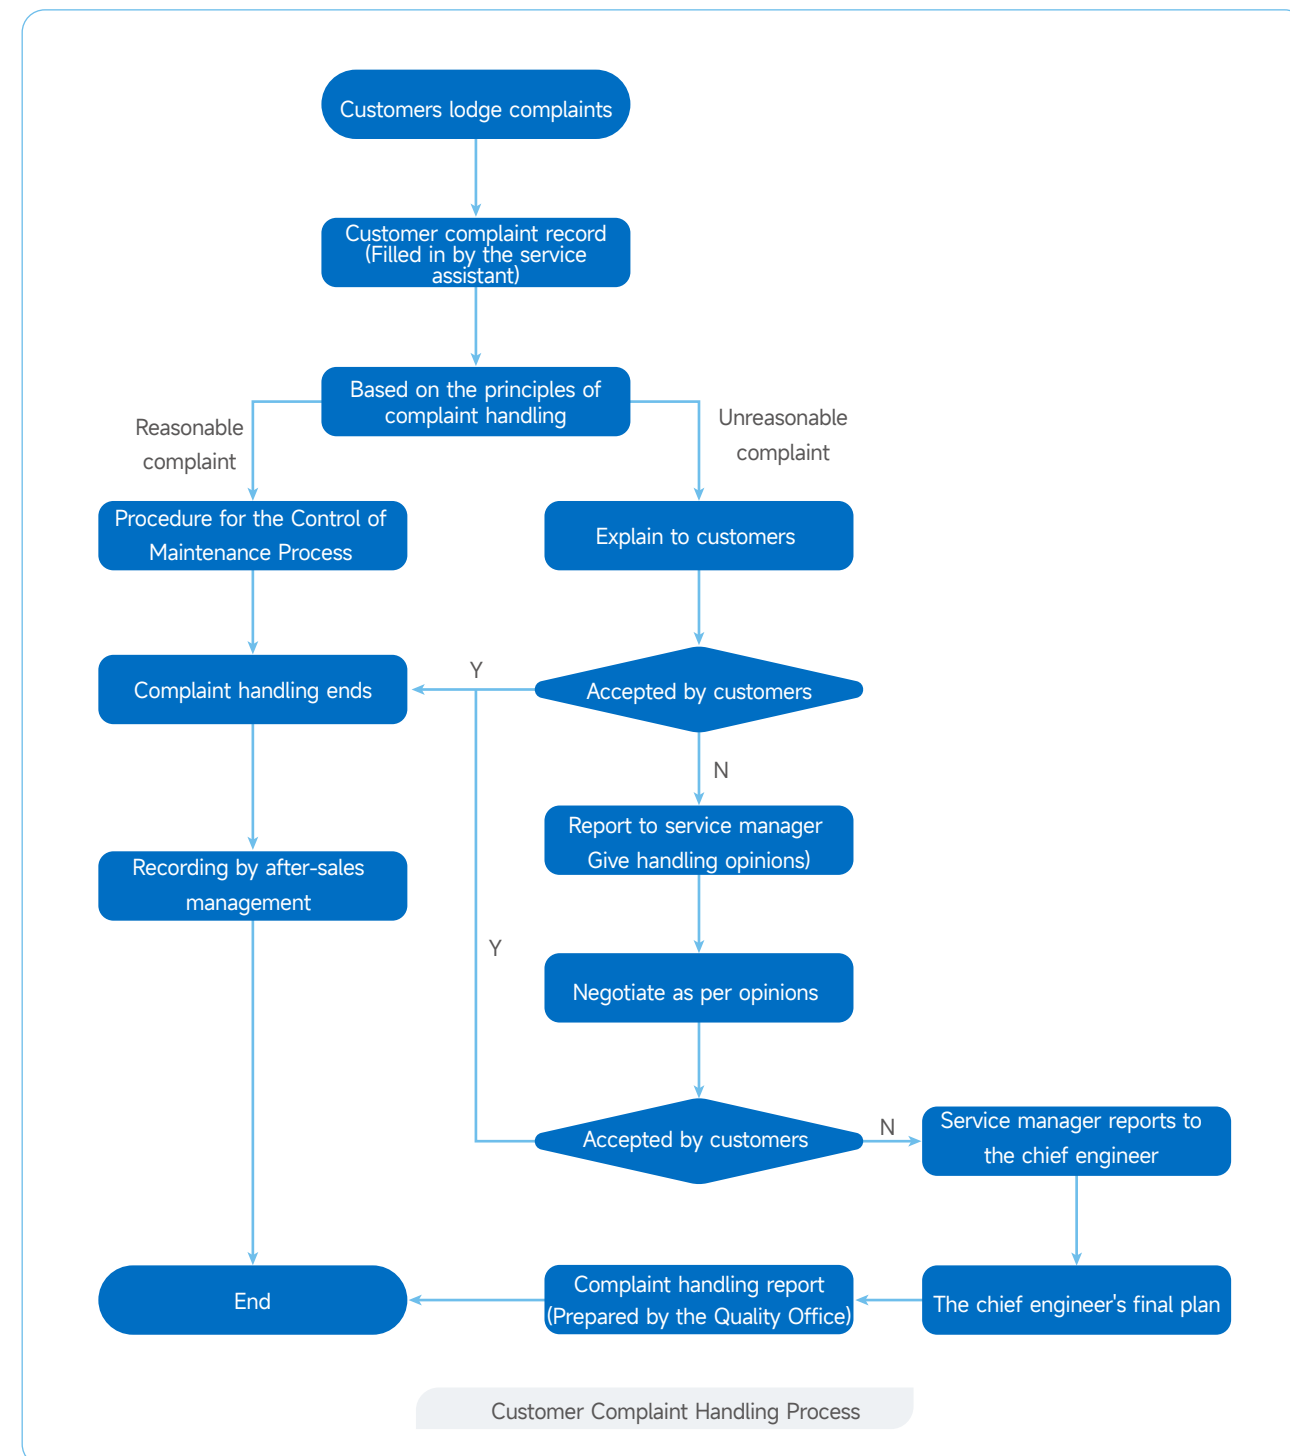 Customers lodge complaints
Customer complaint record
(Filled in by the service
assistant)
Based on the principles of
complaint handling
Reasonable
complaint
Unreasonable
complaint
Procedure for the Control of
Maintenance Process
Explain to customers
Complaint handling ends
Y
Accepted by customers
N
Report to service manager
Give handling opinions)
Recording by after-sales
management
Y
Negotiate as per opinions
Accepted by customers
N
Service manager reports to
the chief engineer
End
Complaint handling report
(Prepared by the Quality Office)
The chief engineer's final plan
Customer Complaint Handling Process